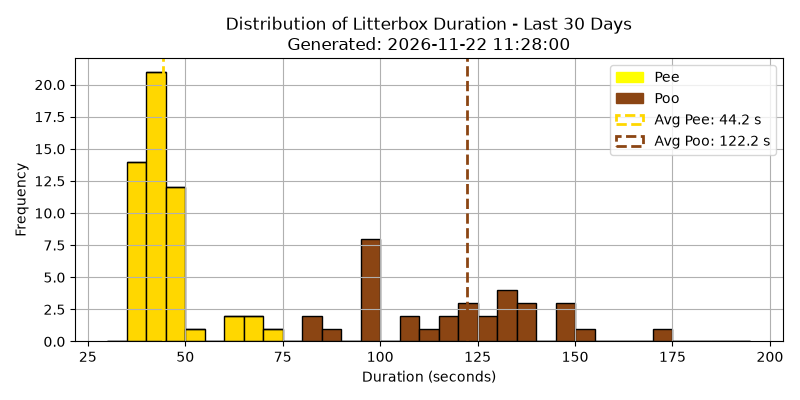 Distribution of Litterbox Duration - Last 30 Days
Generated: 2026-11-22 11:28:00
Pee
Poo
Avg Pee: 44.2 s
Avg Poo: 122.2 s
Frequency
20.0
17.5
15.0
12.5
10.0
7.5
5.0
2.5
0.0
25 50 75 100 125 150 175 200
Duration (seconds)